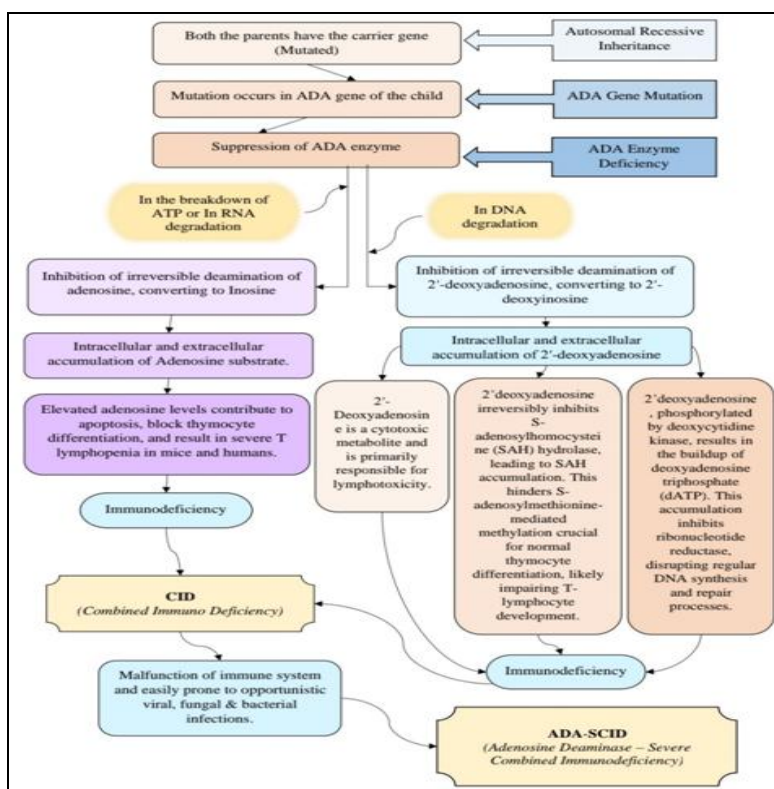 Both the parents have the carrier gene
(Mutated)
Autosomal Recessive
Inheritance
Mutation occurs in ADA gene of the child
ADA Gene Mutation
Suppression of ADA enzyme
ADA Enzyme
Deficiency
In the breakdown of
ATP or In RNA
degradation
In DNA
degradation
Inhibition of irreversible deamination of
adenosine, converting to Inosine
Inhibition of irreversible deamination of
2'-deoxyadenosine, converting to 2'-
deoxyinosine
Intracellular and extracellular
accumulation of Adenosine substrate.
Intracellular and extracellular
accumulation of 2'-deoxyadenosine
Elevated adenosine levels contribute to
apoptosis, block thymocyte
differentiation, and result in severe T
lymphopenia in mice and humans.
2'-
Deoxyadenosin
e is a cytotoxic
metabolite and
is primarily
responsible for
lymphotoxicity.
2'deoxyadenosine
irreversibly inhibits
S-
adenosylhomocyste
ine (SAH) hydrolase,
leading to SAH
accumulation. This
hinders S-
adenosylmethionine-
mediated
methylation crucial
for normal
thymocyte
differentiation, likely
impairing T-
lymphocyte
development.
2'deoxyadenosine
, phosphorylated
by deoxycytidine
kinase, results in
the buildup of
deoxyadenosine
triphosphate
(dATP). This
accumulation
inhibits
ribonucleotide
reductase,
disrupting regular
DNA synthesis
and repair
processes.
Immunodeficiency
CID
(Combined Immuno Deficiency)
Immunodeficiency
Malfunction of immune system
and easily prone to opportunistic
viral, fungal & bacterial
infections.
ADA-SCID
(Adenosine Deaminase – Severe
Combined Immunodeficiency)